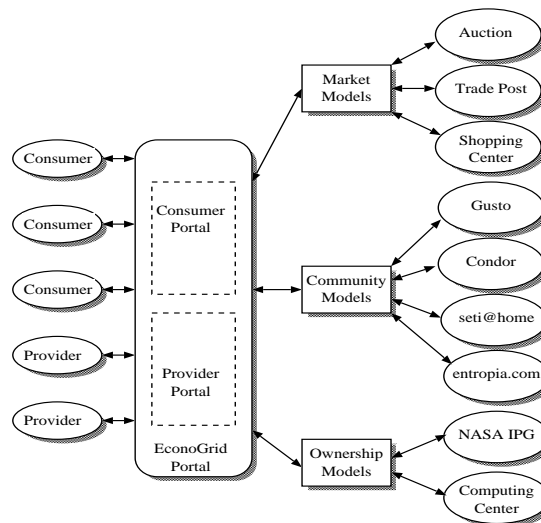 Consumer
Consumer
Consumer
Provider
Provider
Consumer
Portal
Provider
Portal
EconoGrid
Portal
Market
Models
Community
Models
Ownership
Models
Auction
Trade Post
Shopping
Center
Gusto
Condor
seti@home
entropia.com
NASA IPG
Computing
Center